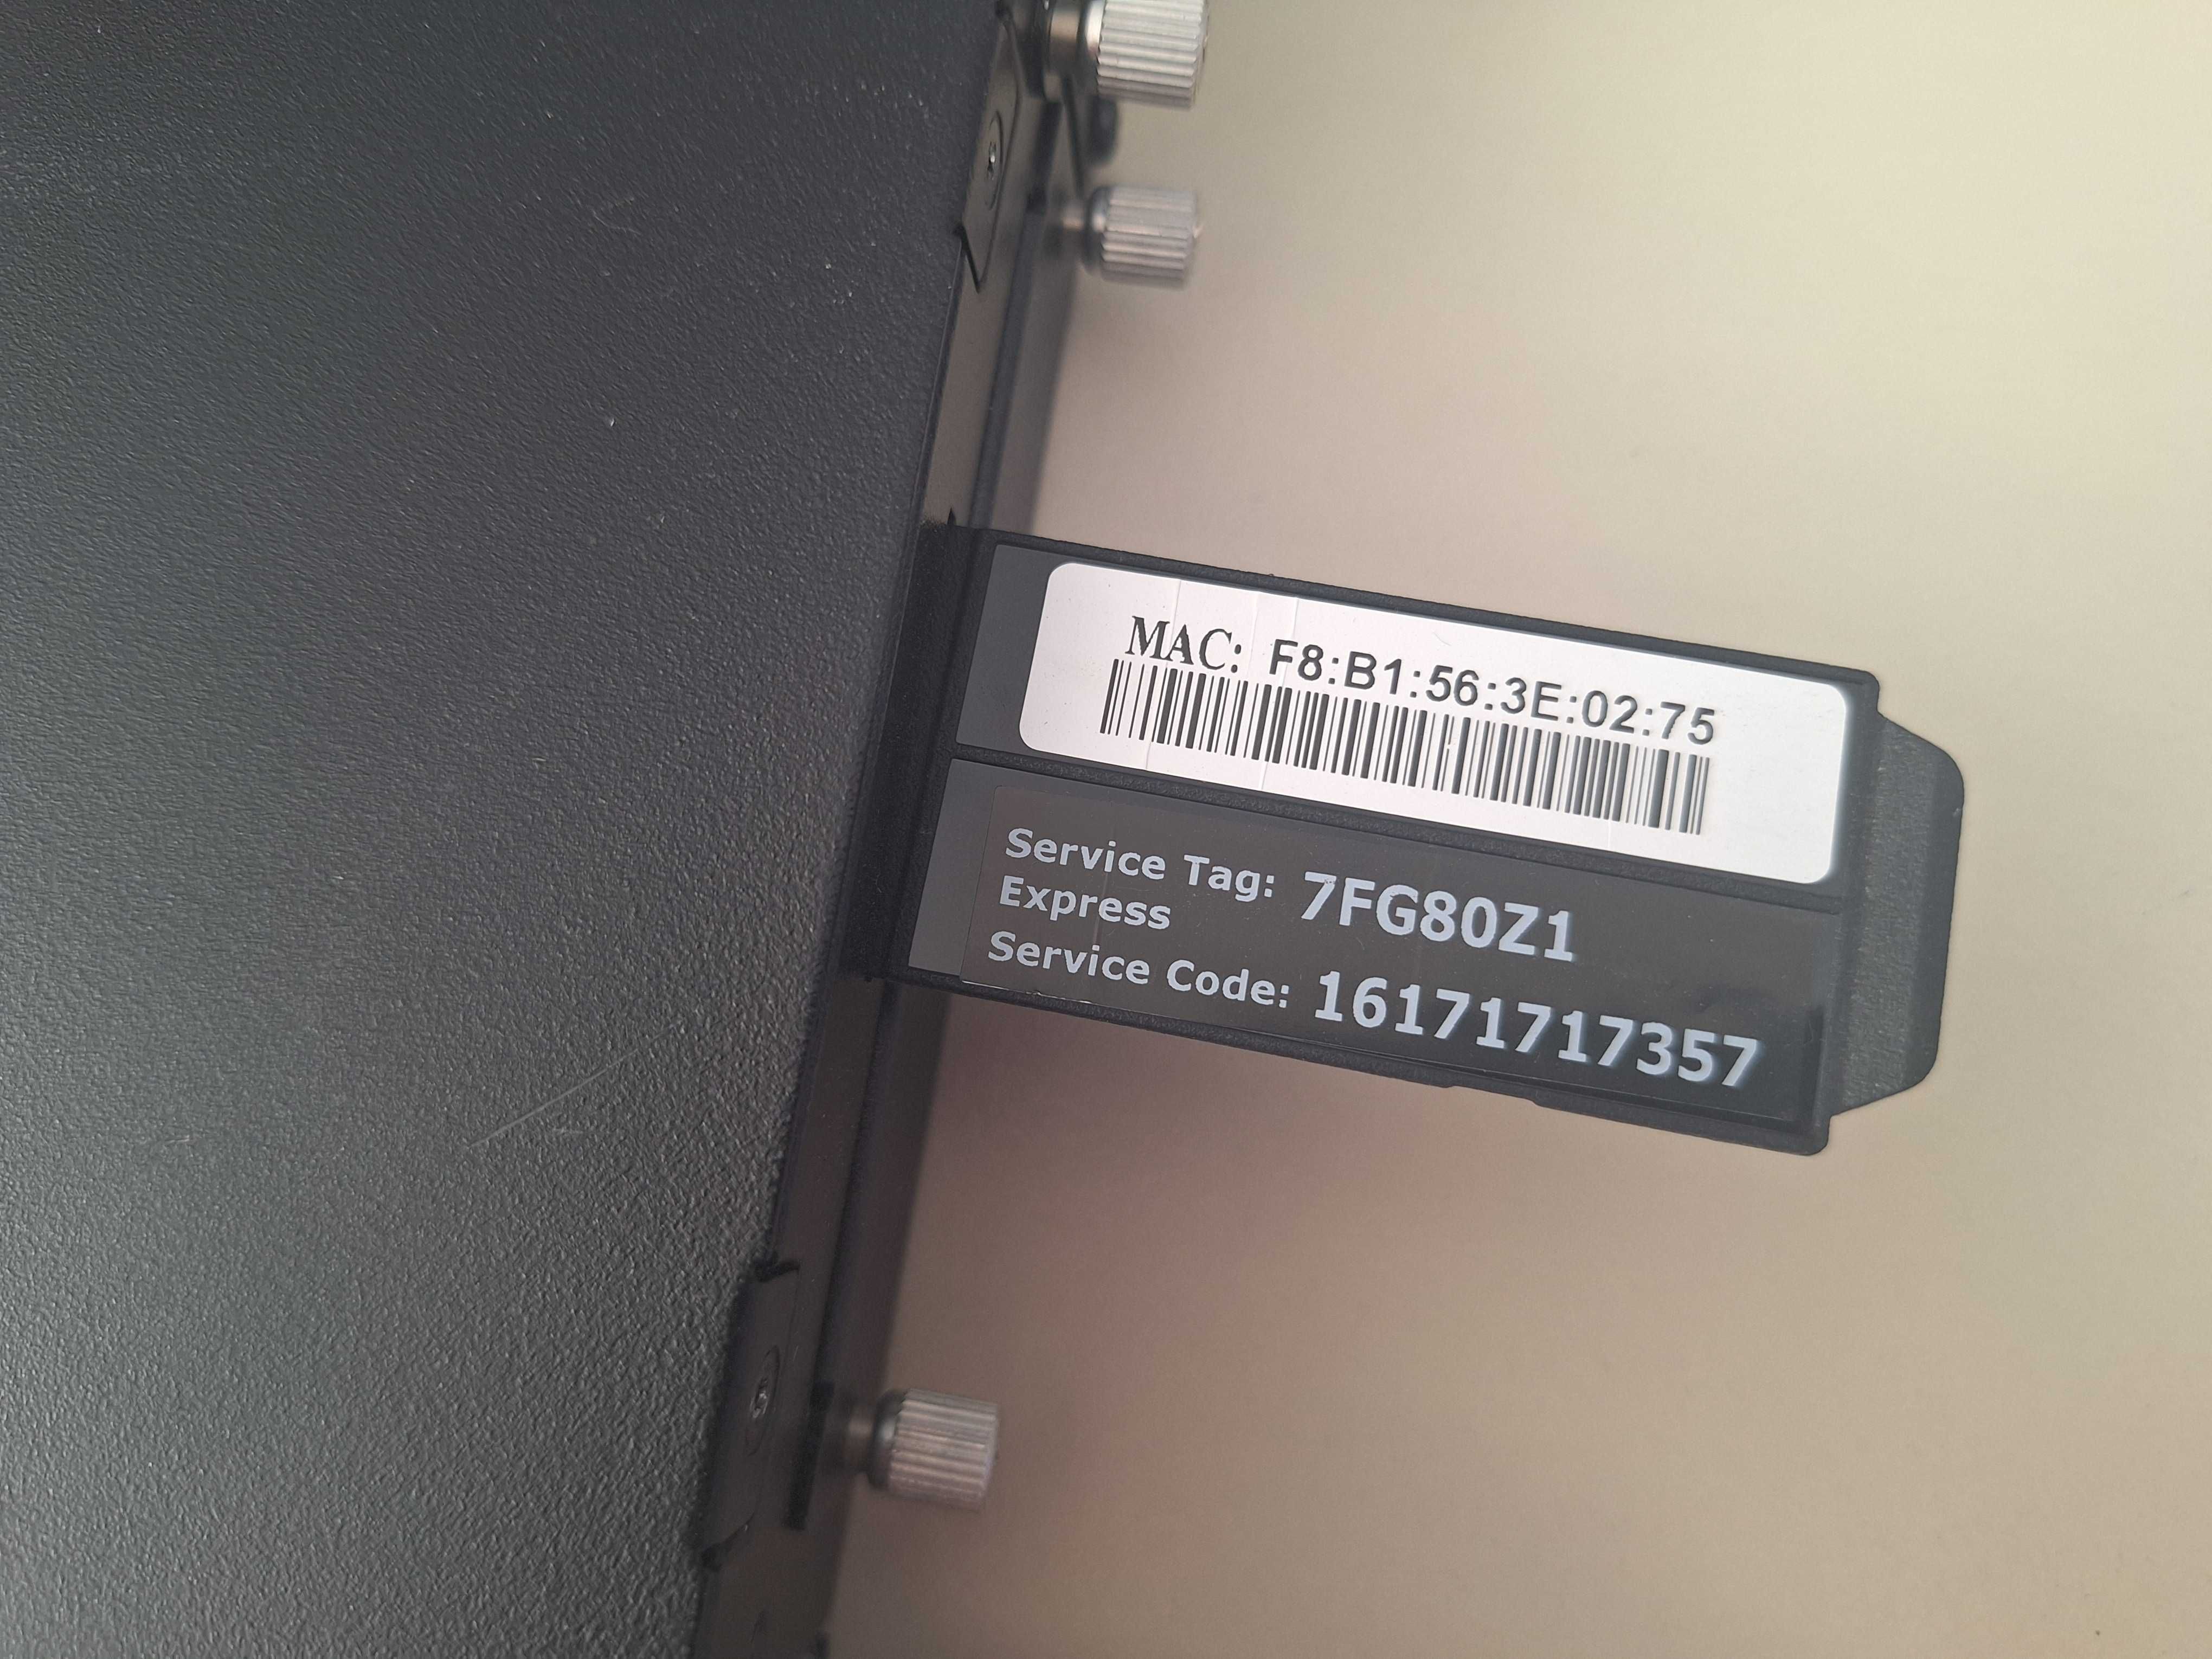 MAC: F8:B1:56:3E:02:75
Service Tag: 7FG80Z1
Express
Service Code: 16171717357